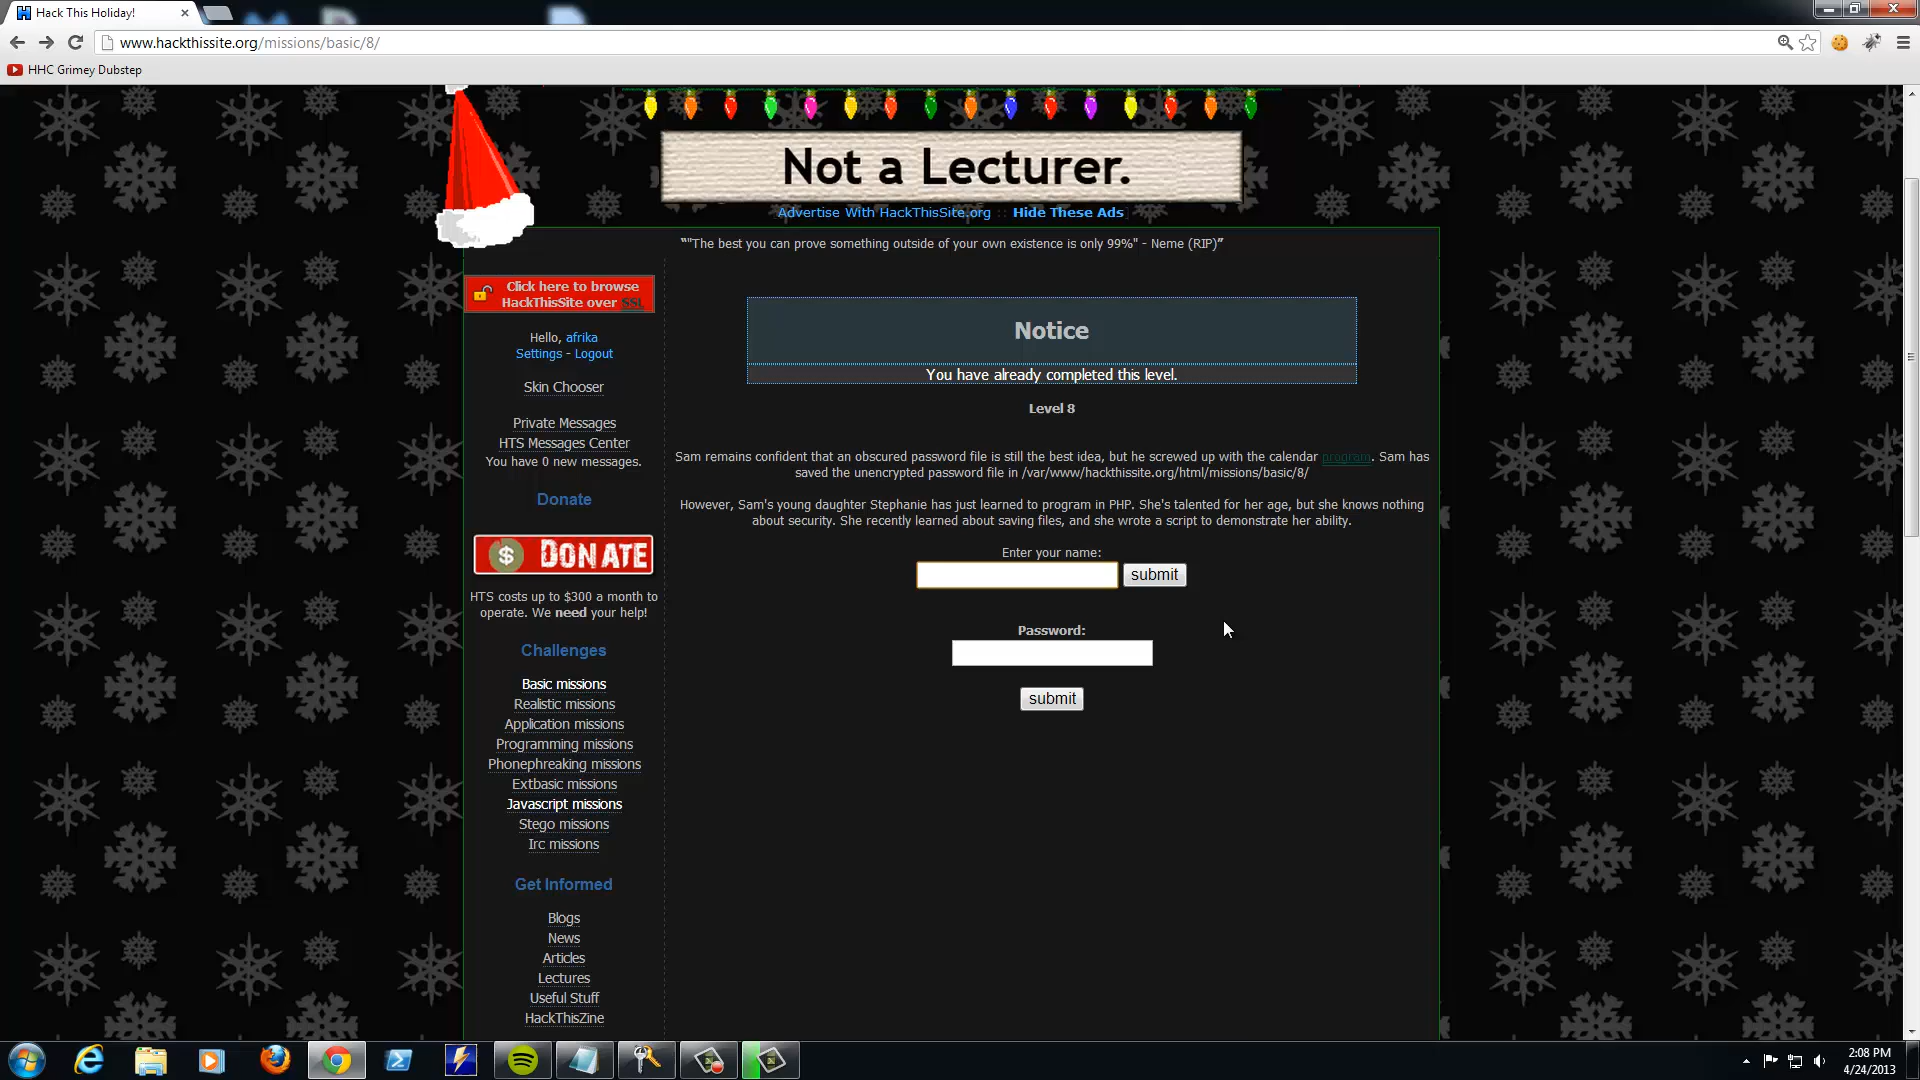 Hack This Holiday!
www.hackthissite.org/missions/basic/8/
HHC Grimey Dubstep
Not a Lecturer.
Advertise With HackThisSite.org :: Hide These Ads
“"The best you can prove something outside of your own existence is only 99%" - Neme (RIP)”
Click here to browse
HackThisSite over SSL
Hello, afrika
Settings - Logout
Skin Chooser
Private Messages
HTS Messages Center
You have 0 new messages.
Donate
$ DONATE
HTS costs up to $300 a month to
operate. We need your help!
Challenges
Basic missions
Realistic missions
Application missions
Programming missions
Phonephreaking missions
Extbasic missions
Javascript missions
Stego missions
Irc missions
Get Informed
Blogs
News
Articles
Lectures
Useful Stuff
HackThisZine
Notice
You have already completed this level.
Level 8
Sam remains confident that an obscured password file is still the best idea, but he screwed up with the calendar program. Sam has
saved the unencrypted password file in /var/www/hackthissite.org/html/missions/basic/8/
However, Sam's young daughter Stephanie has just learned to program in PHP. She's talented for her age, but she knows nothing
about security. She recently learned about saving files, and she wrote a script to demonstrate her ability.
Enter your name:
submit
Password:
submit
2:08 PM
4/24/2013